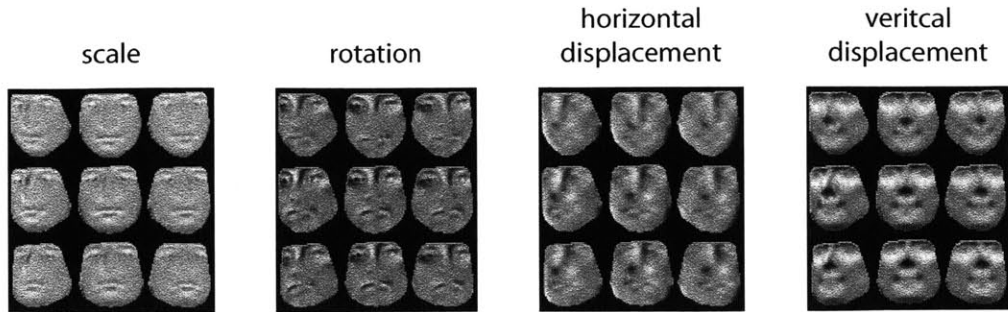 scale
rotation
horizontal
displacement
veritcal
displacement